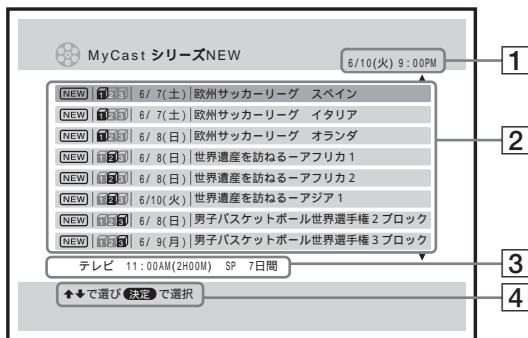 MyCast シリーズNEW
6/10(火) 9:00PM
1
NEW 123 6/ 7(土) 欧州サッカーリーグ スペイン
NEW 123 6/ 7(土) 欧州サッカーリーグ イタリア
2
NEW 123 6/ 8(日) 欧州サッカーリーグ オランダ
NEW 123 6/ 8(日) 世界遺産を訪ねるーアフリカ1
NEW 123 6/ 8(日) 世界遺産を訪ねるーアフリカ2
NEW 123 6/10(火) 世界遺産を訪ねるーアジア1
NEW 123 6/ 8(日) 男子バスケットボール世界選手権2ブロック
NEW 123 6/ 9(月) 男子バスケットボール世界選手権3ブロック
テレビ 11:00AM(2H00M) SP 7日間
3
↑↓で選び 決定 で選択
4